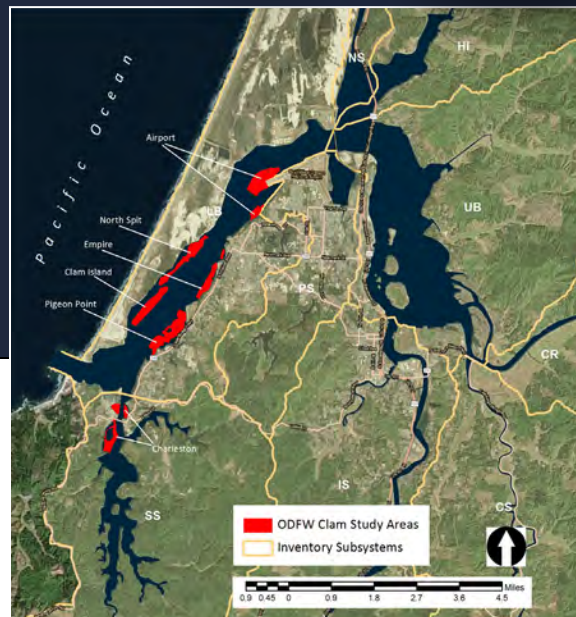 NS
HI
Pacific Ocean
Airport
LB
UB
North Spit
Empire
Clam Island
PS
Pigeon Point
CR
Charleston
IS
CS
SS
ODFW Clam Study Areas
Inventory Subsystems
Miles
0.9 0.45 0 0.9 1.8 2.7 3.6 4.5